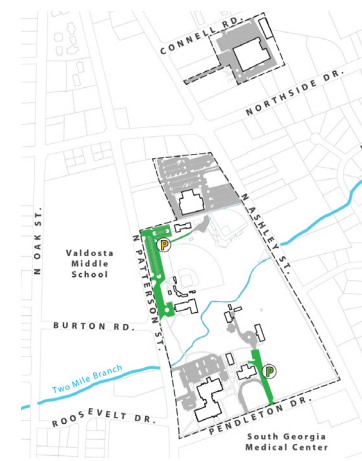 CONNELL RD.
NORTHSIDE DR.
N OAK ST.
N ASHLEY ST.
P
N PATTERSON ST.
Valdosta
Middle
School
BURTON RD.
Two Mile Branch
P
ROOSEVELT DR.
PENDLETON DR.
South Georgia
Medical Center